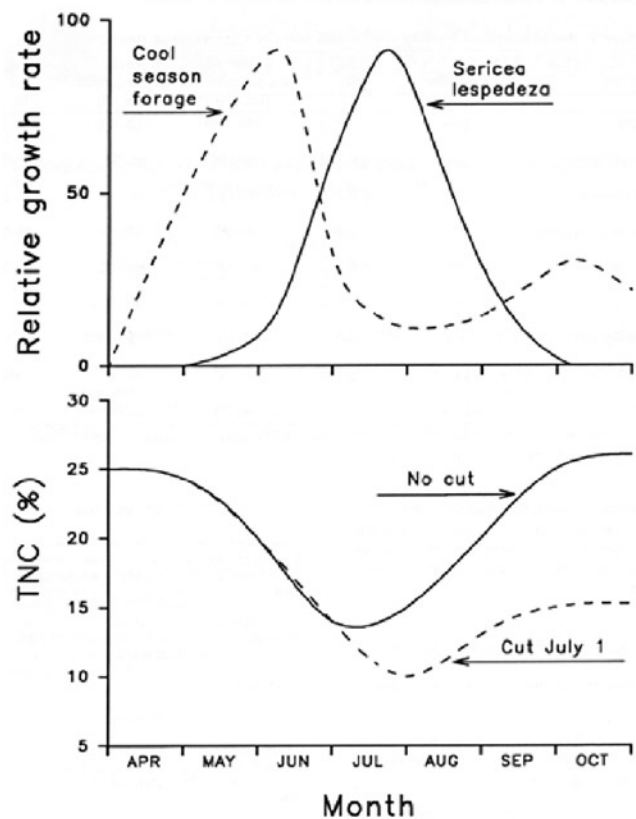 100
Cool
season
forage
Sericea
lespedeza
Relative growth rate
50
0
30
25
No cut
20
TNC (%)
15
Cut July 1
10
5
APR MAY JUN JUL AUG SEP OCT
Month